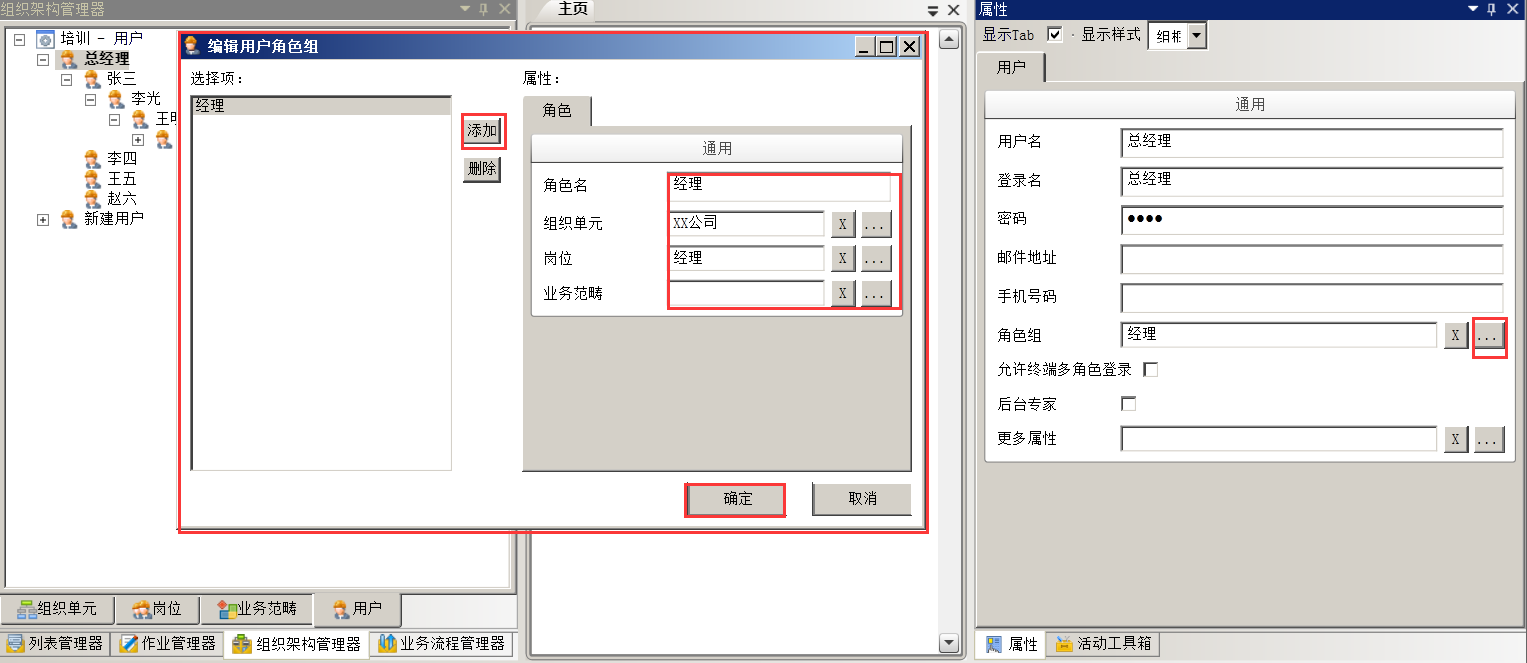 组织架构管理器
培训 - 用户
总经理
张三
李光
李四
王五
赵六
新建用户
组织单元
岗位
业务范畴
用户
列表管理器
作业管理器
组织架构管理器
业务流程管理器
主页
编辑用户角色组
选择项：
经理
添加
删除
属性：
角色
通用
角色名
经理
组织单元
XX公司
X
...
岗位
经理
X
...
业务范畴
X
...
确定
取消
属性
显示Tab
·显示样式
用户
通用
用户名
总经理
登录名
总经理
密码
●●●●
邮件地址
手机号码
角色组
经理
X
...
允许终端多角色登录
后台专家
更多属性
X
...
属性
活动工具箱